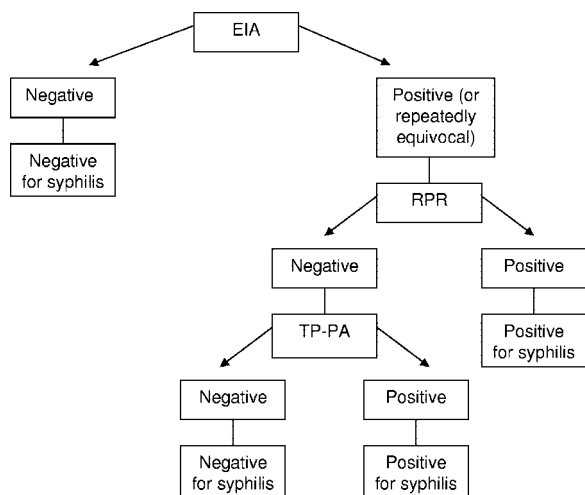 EIA
Negative
Positive (or
repeatedly
equivocal)
Negative
for syphilis
RPR
Negative
Positive
TP-PA
Positive
for syphilis
Negative
Positive
Negative
for syphilis
Positive
for syphilis